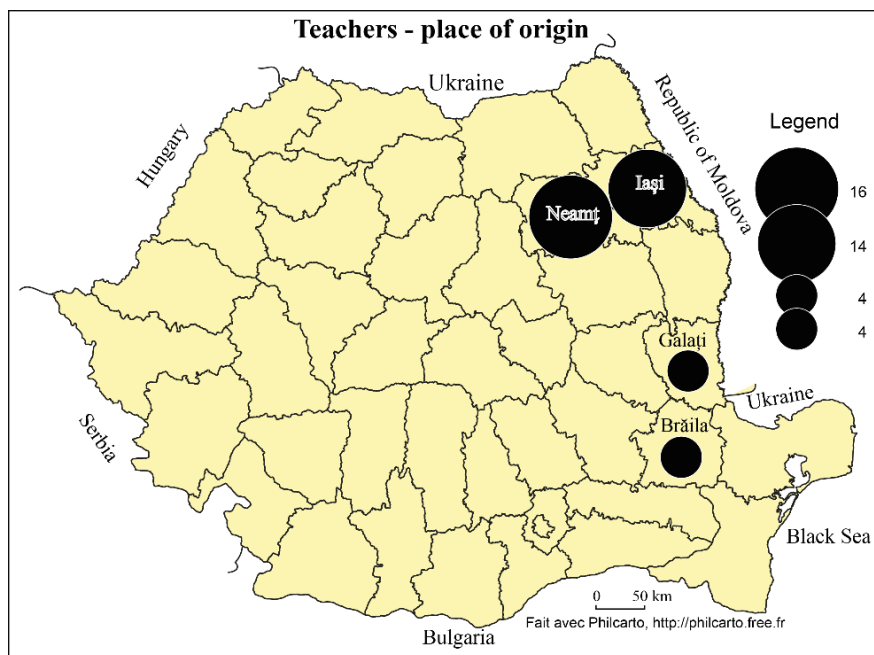 Teachers - place of origin
Ukraine
Republic of Moldova
Hungary
Legend
Iași
16
Neamț
14
4
4
Galați
Ukraine
Brăila
Serbia
Black Sea
0 50 km
Fait avec Philcarto, http://philcarto.free.fr
Bulgaria